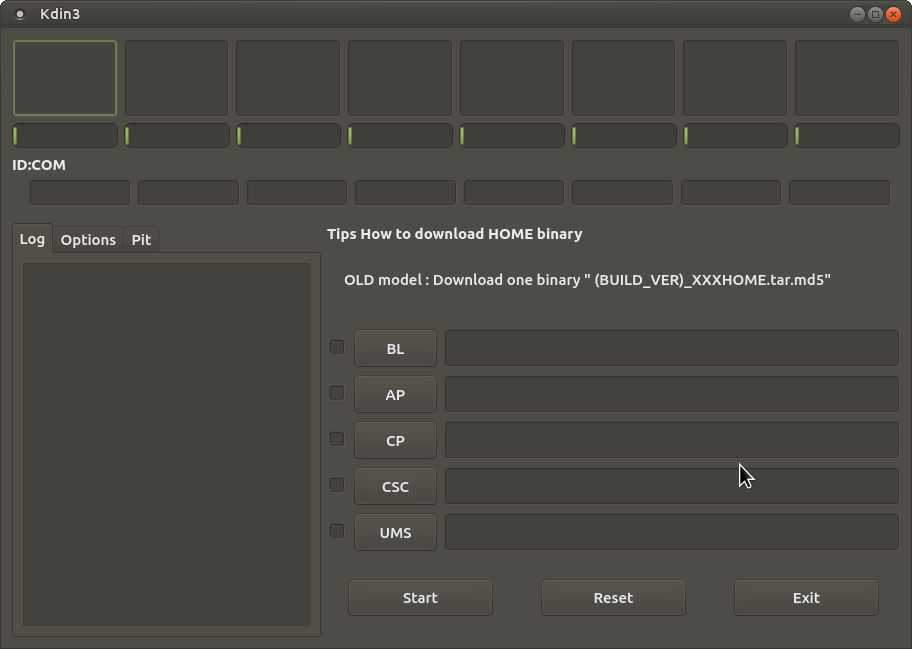 Kdin3
ID:COM
Log Options Pit
Tips How to download HOME binary
OLD model : Download one binary " (BUILD_VER)_XXXHOME.tar.md5"
BL
AP
CP
CSC
UMS
Start Reset Exit